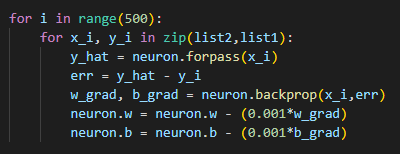 for i in range(500):
    for x_i, y_i in zip(list2,list1):
        y_hat = neuron.forpass(x_i)
        err = y_hat - y_i
        w_grad, b_grad = neuron.backprop(x_i,err)
        neuron.w = neuron.w - (0.001*w_grad)
        neuron.b = neuron.b - (0.001*b_grad)